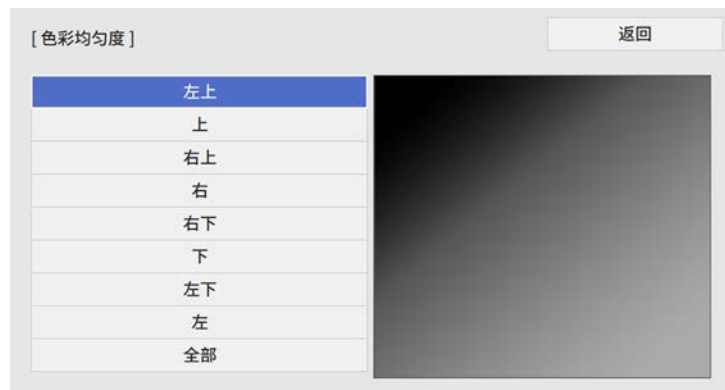 [ 色彩均匀度 ]
返回
左上
上
右上
右
右下
下
左下
左
全部